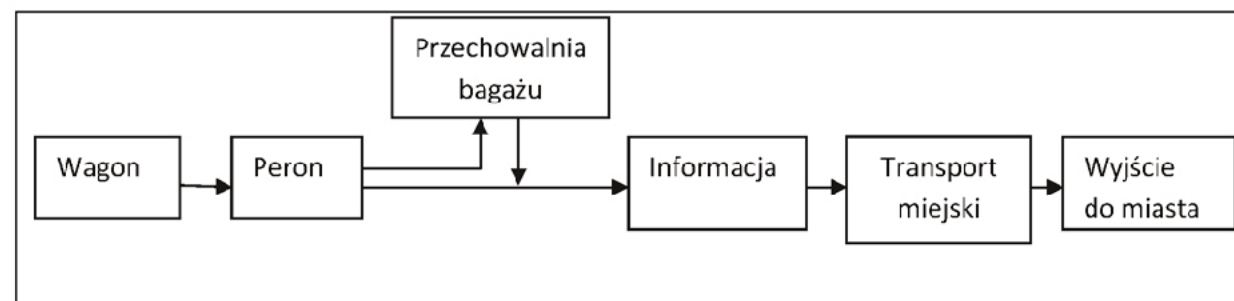 Przechowalnia
bagażu
Wagon
Peron
Informacja
Transport
miejski
Wyjście
do miasta